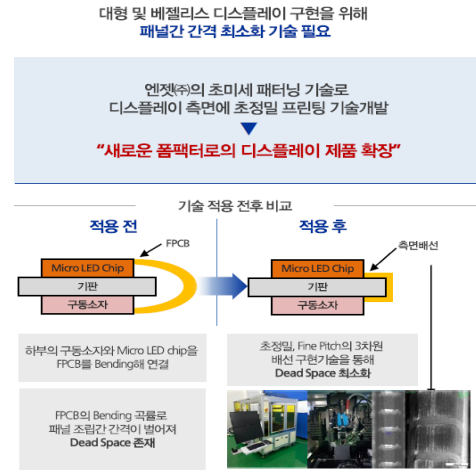 대형 및 베젤리스 디스플레이 구현을 위해
패널간 간격 최소화 기술 필요
엔젯㈜의 초미세 패터닝 기술로
디스플레이 측면에 초정밀 프린팅 기술개발
“새로운 폼팩터로의 디스플레이 제품 확장”
기술 적용 전후 비교
적용 전
적용 후
FPCB
측면배선
Micro LED Chip
기판
구동소자
Micro LED Chip
기판
구동소자
하부의 구동소자와 Micro LED chip을
FPCB를 Bending해 연결
초정밀, Fine Pitch의 3차원
배선 구현기술을 통해
Dead Space 최소화
FPCB의 Bending 곡률로
패널 조립간 간격이 벌어져
Dead Space 존재